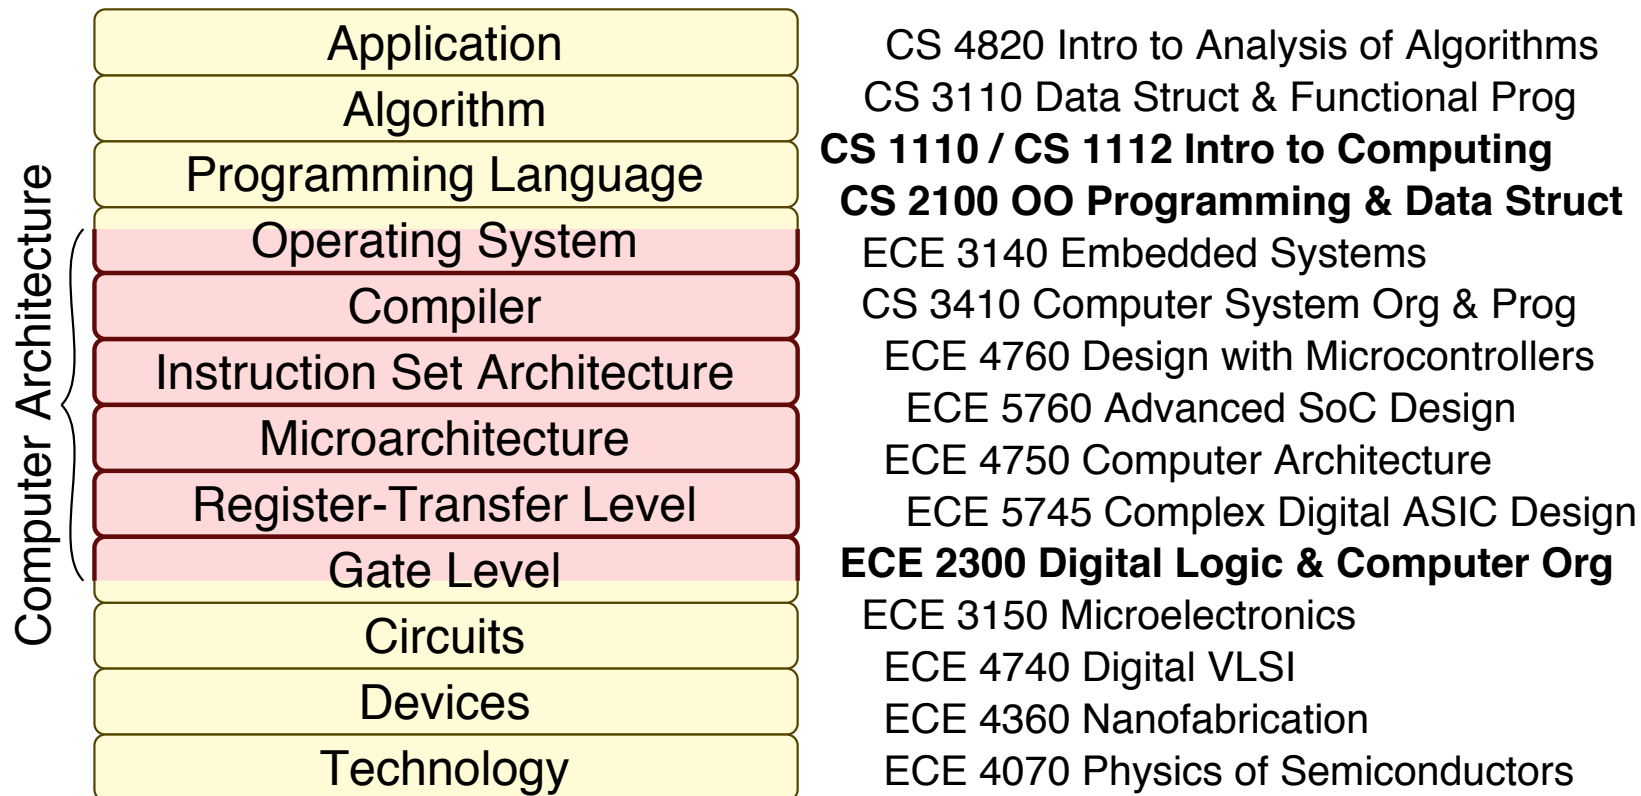 Computer Architecture
Application
Algorithm
Programming Language
Operating System
Compiler
Instruction Set Architecture
Microarchitecture
Register-Transfer Level
Gate Level
Circuits
Devices
Technology
CS 4820 Intro to Analysis of Algorithms
CS 3110 Data Struct & Functional Prog
CS 1110 / CS 1112 Intro to Computing
CS 2100 OO Programming & Data Struct
ECE 3140 Embedded Systems
CS 3410 Computer System Org & Prog
ECE 4760 Design with Microcontrollers
ECE 5760 Advanced SoC Design
ECE 4750 Computer Architecture
ECE 5745 Complex Digital ASIC Design
ECE 2300 Digital Logic & Computer Org
ECE 3150 Microelectronics
ECE 4740 Digital VLSI
ECE 4360 Nanofabrication
ECE 4070 Physics of Semiconductors